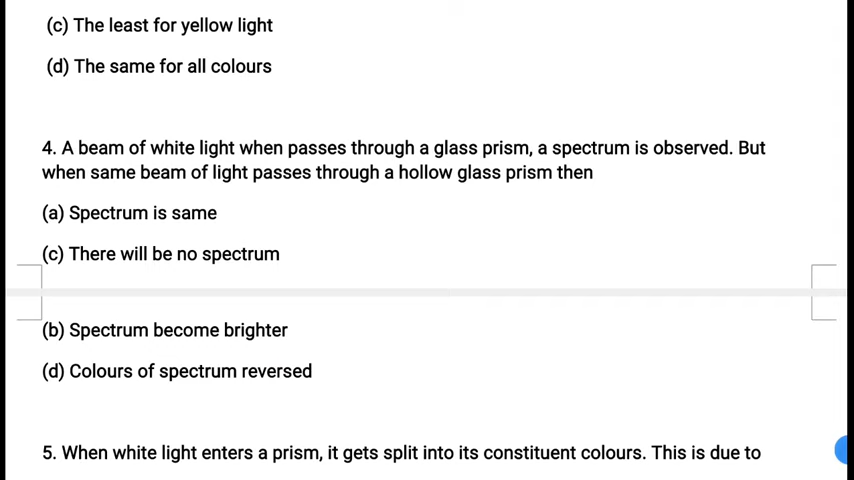 (c) The least for yellow light
(d) The same for all colours
4. A beam of white light when passes through a glass prism, a spectrum is observed. But
when same beam of light passes through a hollow glass prism then
(a) Spectrum is same
(c) There will be no spectrum
(b) Spectrum become brighter
(d) Colours of spectrum reversed
5. When white light enters a prism, it gets split into its constituent colours. This is due to